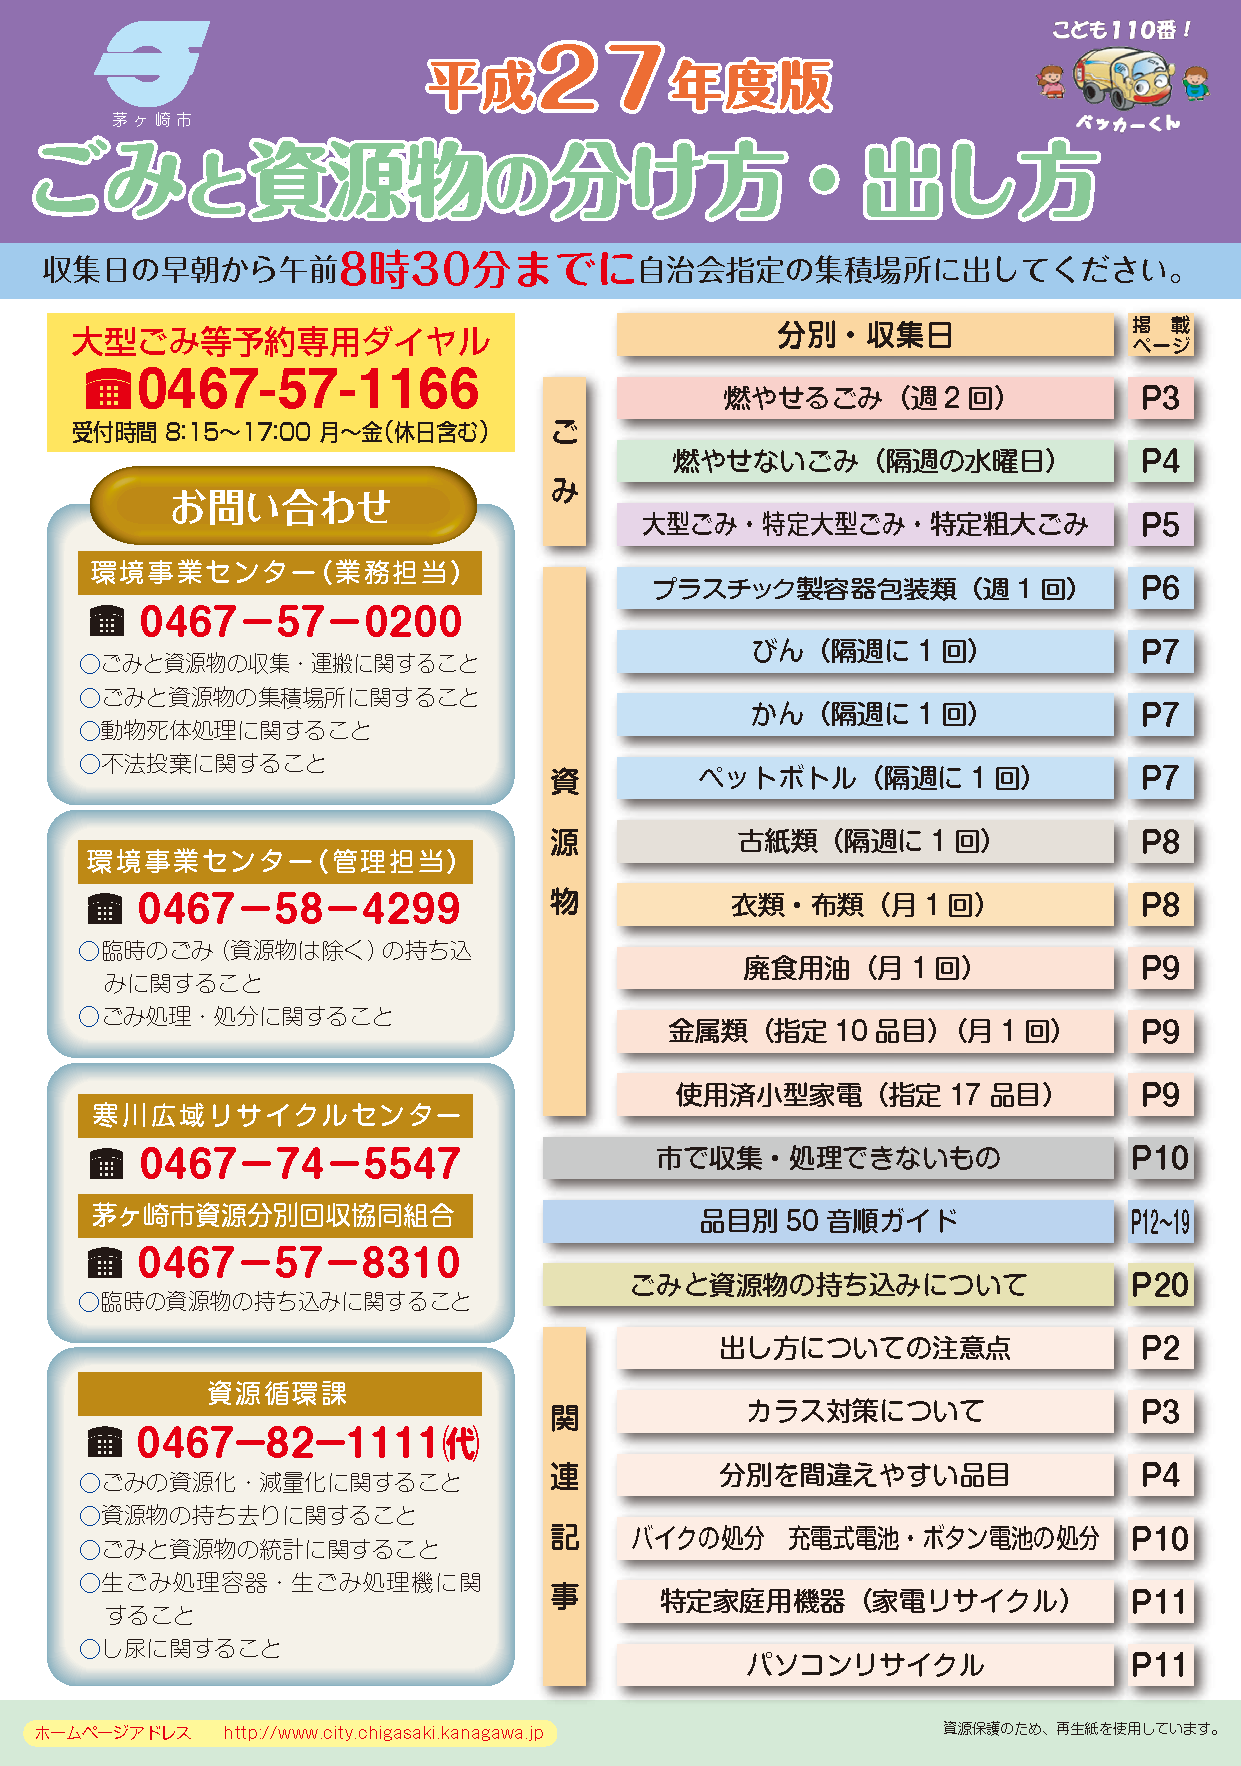 茅ヶ崎市
こども110番！
パッカーくん
平成27年度版
ごみと資源物の分け方・出し方
収集日の早朝から午前8時30分までに自治会指定の集積場所に出してください。
大型ごみ等予約専用ダイヤル
☎0467-57-1166
受付時間 8:15～17:00 月～金(休日含む)
お問い合わせ
環境事業センター(業務担当)
☎ 0467－57－0200
○ごみと資源物の収集・運搬に関すること
○ごみと資源物の集積場所に関すること
○動物死体処理に関すること
○不法投棄に関すること
環境事業センター(管理担当)
☎ 0467－58－4299
○臨時のごみ(資源物は除く)の持ち込
みに関すること
○ごみ処理・処分に関すること
寒川広域リサイクルセンター
☎ 0467－74－5547
茅ヶ崎市資源分別回収協同組合
☎ 0467－57－8310
○臨時の資源物の持ち込みに関すること
資源循環課
☎ 0467－82－1111㈹
○ごみの資源化・減量化に関すること
○資源物の持ち去りに関すること
○ごみと資源物の統計に関すること
○生ごみ処理容器・生ごみ処理機に関
すること
○し尿に関すること
分別・収集日 掲載ページ
ごみ
燃やせるごみ（週2回） P3
燃やせないごみ（隔週の水曜日） P4
大型ごみ・特定大型ごみ・特定粗大ごみ P5
資源物
プラスチック製容器包装類（週1回） P6
びん（隔週に1回） P7
かん（隔週に1回） P7
ペットボトル（隔週に1回） P7
古紙類（隔週に1回） P8
衣類・布類（月1回） P8
廃食用油（月1回） P9
金属類（指定10品目）（月1回） P9
使用済小型家電（指定17品目） P9
市で収集・処理できないもの P10
品目別50音順ガイド P12~19
ごみと資源物の持ち込みについて P20
関連記事
出し方についての注意点 P2
カラス対策について P3
分別を間違えやすい品目 P4
バイクの処分　充電式電池・ボタン電池の処分 P10
特定家庭用機器（家電リサイクル） P11
パソコンリサイクル P11
ホームページアドレス http://www.city.chigasaki.kanagawa.jp
資源保護のため、再生紙を使用しています。